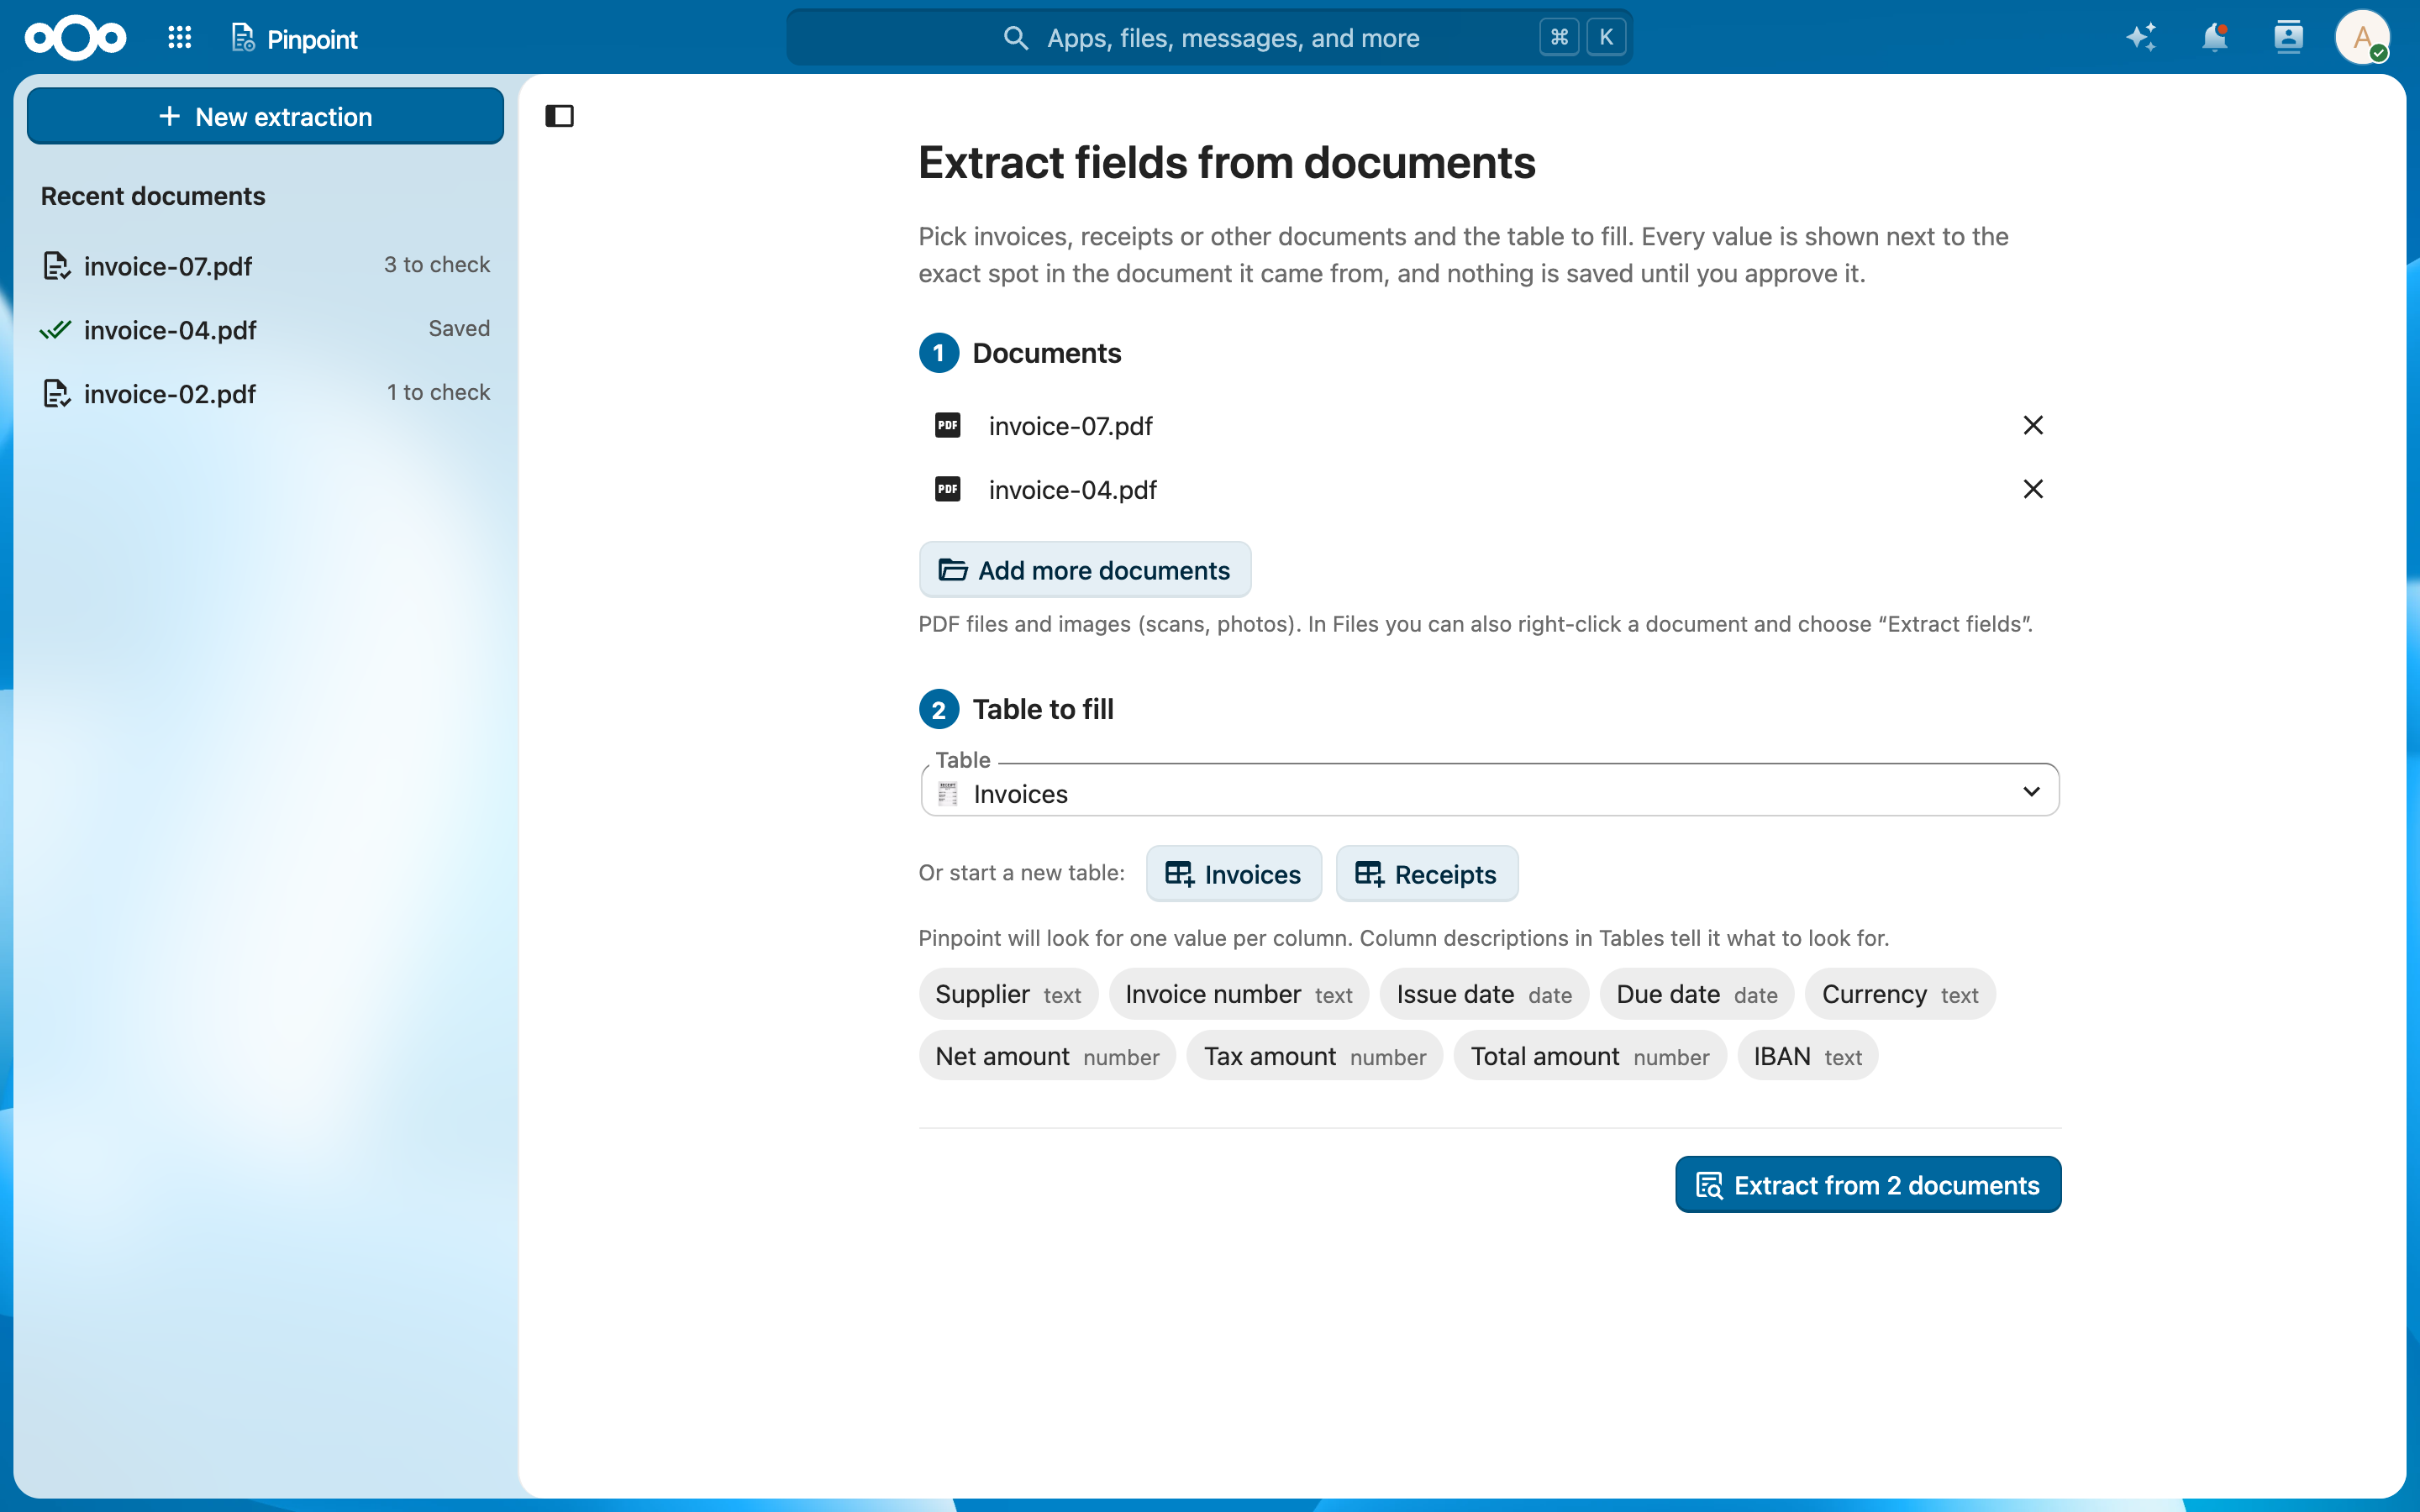 Pinpoint
Apps, files, messages, and more
⌘ K
A
New extraction
Recent documents
invoice-07.pdf 3 to check
invoice-04.pdf Saved
invoice-02.pdf 1 to check
Extract fields from documents
Pick invoices, receipts or other documents and the table to fill. Every value is shown next to the
exact spot in the document it came from, and nothing is saved until you approve it.
1 Documents
PDF invoice-07.pdf
PDF invoice-04.pdf
Add more documents
PDF files and images (scans, photos). In Files you can also right-click a document and choose “Extract fields”.
2 Table to fill
Table
Invoices
Or start a new table: Invoices Receipts
Pinpoint will look for one value per column. Column descriptions in Tables tell it what to look for.
Supplier text Invoice number text Issue date date Due date date Currency text
Net amount number Tax amount number Total amount number IBAN text
Extract from 2 documents